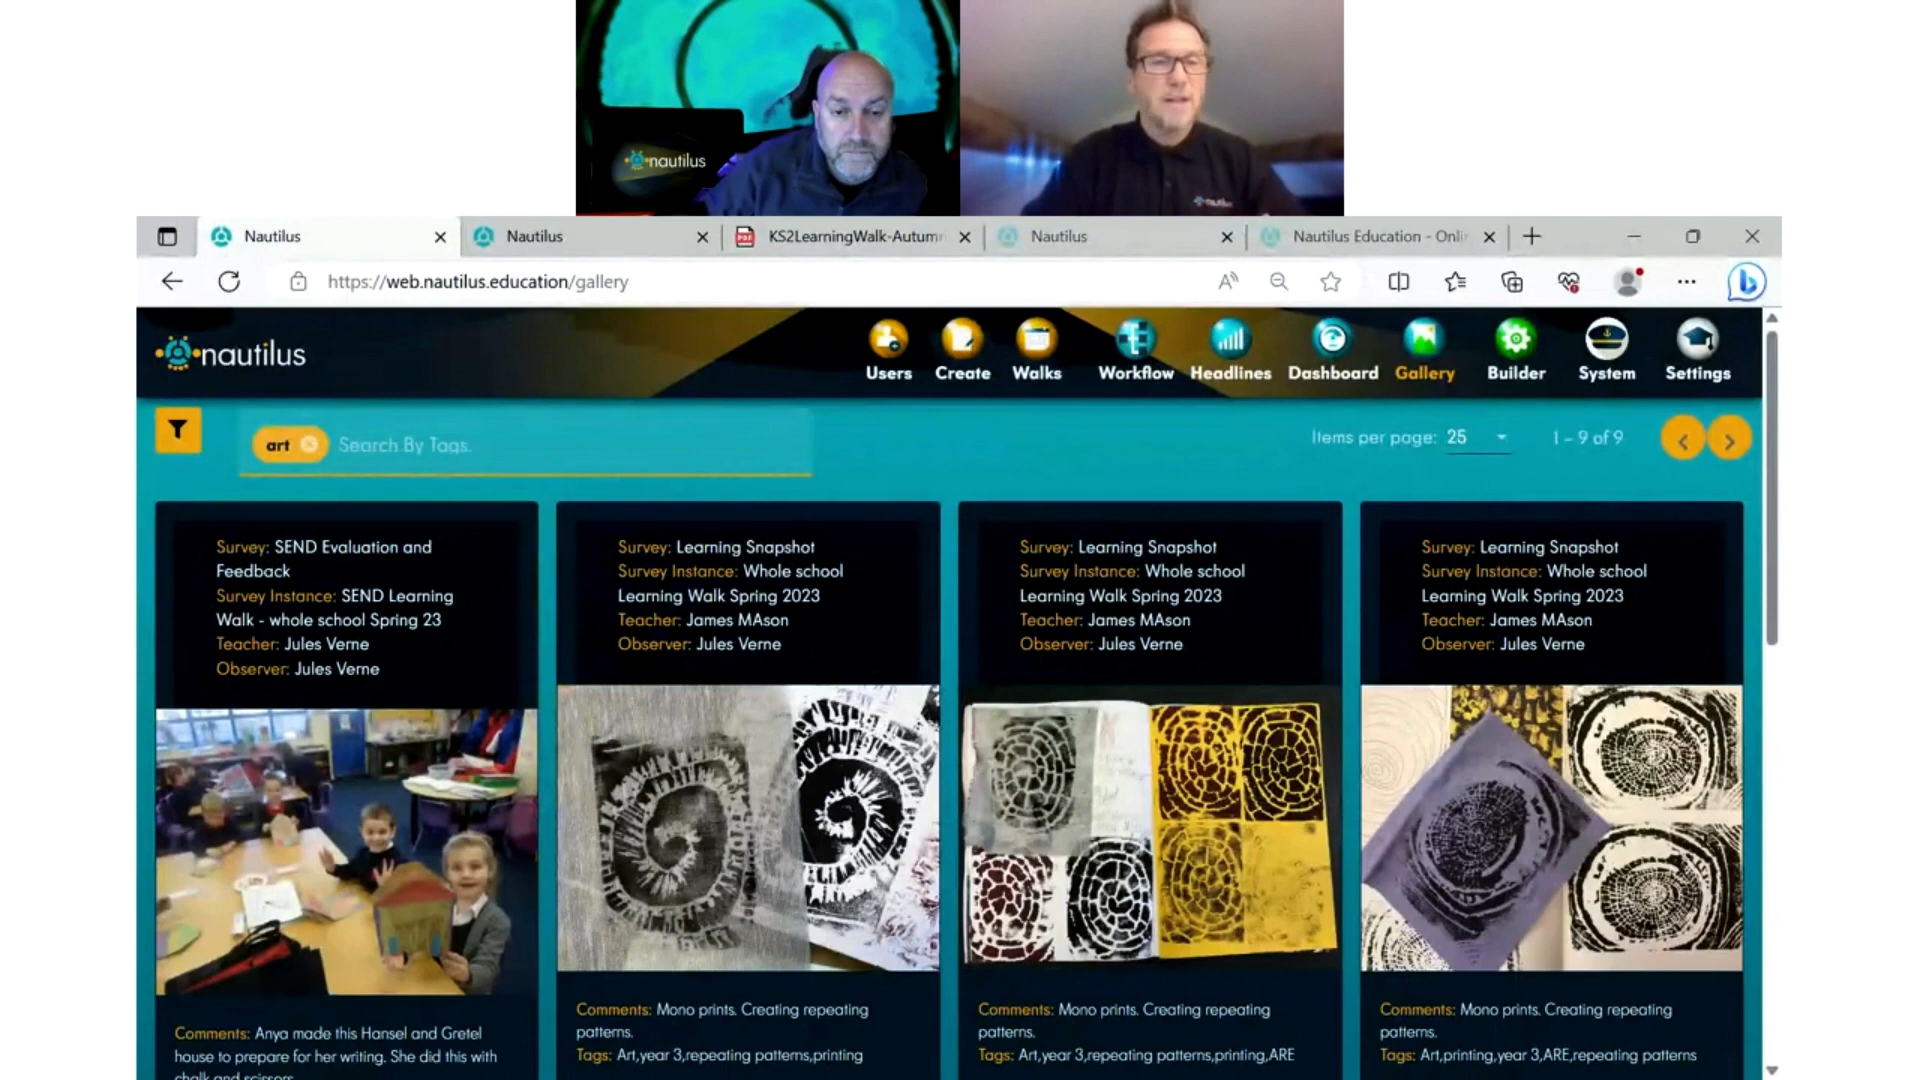 nautilus
nautilus
Nautilus
Nautilus
KS2LearningWalk-Autum
Nautilus
Nautilus Education - Onli
https://web.nautilus.education/gallery
nautilus
Users
Create
Walks
Workflow
Headlines
Dashboard
Gallery
Builder
System
Settings
art
Search By Tags.
Items per page: 25
1 – 9 of 9
Survey: SEND Evaluation and
Feedback
Survey Instance: SEND Learning
Walk - whole school Spring 23
Teacher: Jules Verne
Observer: Jules Verne
Comments: Anya made this Hansel and Gretel
house to prepare for her writing. She did this with
chalk and scissors
Survey: Learning Snapshot
Survey Instance: Whole school
Learning Walk Spring 2023
Teacher: James MAson
Observer: Jules Verne
Comments: Mono prints. Creating repeating
patterns.
Tags: Art,year 3,repeating patterns,printing
Survey: Learning Snapshot
Survey Instance: Whole school
Learning Walk Spring 2023
Teacher: James MAson
Observer: Jules Verne
Comments: Mono prints. Creating repeating
patterns.
Tags: Art,year 3,repeating patterns,printing,ARE
Survey: Learning Snapshot
Survey Instance: Whole school
Learning Walk Spring 2023
Teacher: James MAson
Observer: Jules Verne
Comments: Mono prints. Creating repeating
patterns.
Tags: Art,printing,year 3,ARE,repeating patterns